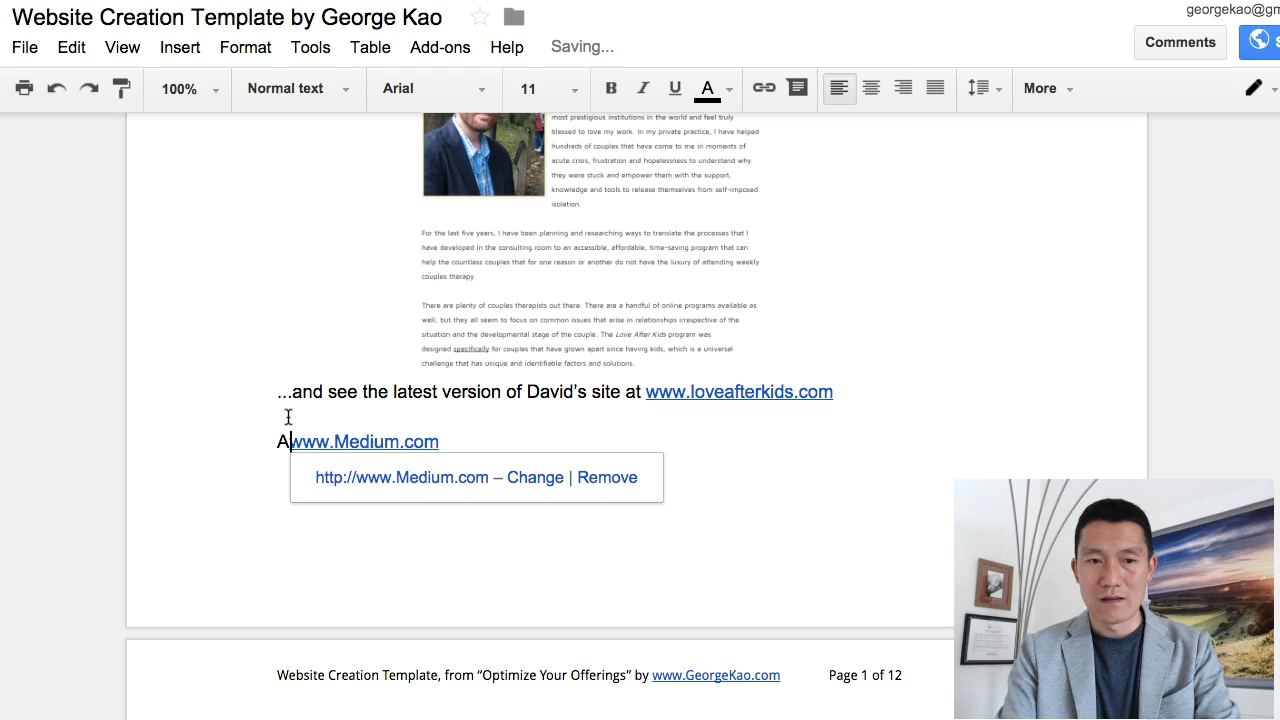 Website Creation Template by George Kao
georgekao@gm
File Edit View Insert Format Tools Table Add-ons Help Saving...
Comments S
100% Normal text Arial 11 B I U A More
most prestigious institutions in the world and feel truly
blessed to love my work. In my private practice, I have helped
hundreds of couples that have come to me in moments of
acute crisis, frustration and hopelessness to understand why
they were stuck and empower them with the support,
knowledge and tools to release themselves from self-imposed
isolation.
For the last five years, I have been planning and researching ways to translate the processes that I
have developed in the consulting room to an accessible, affordable, time-saving program that can
help the countless couples that for one reason or another do not have the luxury of attending weekly
couples therapy.
There are plenty of couples therapists out there. There are a handful of online programs available as
well, but they all seem to focus on common issues that arise in relationships irrespective of the
situation and the developmental stage of the couple. The Love After Kids program was
designed specifically for couples that have grown apart since having kids, which is a universal
challenge that has unique and identifiable factors and solutions.
...and see the latest version of David’s site at www.loveafterkids.com
Awww.Medium.com
http://www.Medium.com – Change | Remove
Website Creation Template, from “Optimize Your Offerings” by www.GeorgeKao.com Page 1 of 12